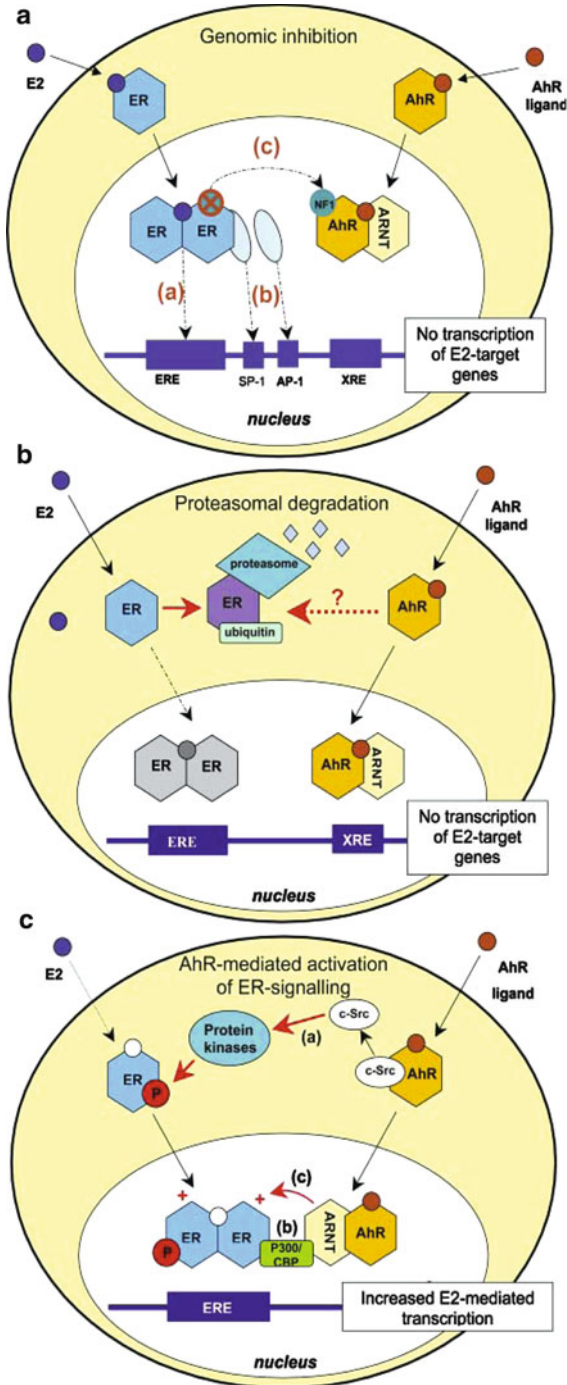 a
Genomic inhibition
E2
ER
AhR
AhR
ligand
(c)
NF1
ER
ER
AhR
ARNT
(a)
(b)
ERE
SP-1
AP-1
XRE
No transcription
of E2-target
genes
nucleus
b
Proteasomal degradation
E2
AhR
ligand
proteasome
ER
ER
?
AhR
ubiquitin
ER
ER
AhR
ARNT
ERE
XRE
No transcription
of E2-target
genes
nucleus
c
AhR-mediated activation
of ER-signalling
E2
AhR
ligand
c-Src
Protein
kinases
(a)
c-Src
AhR
ER
P
+
+
(c)
ER
ER
(b)
ARNT
AhR
P
P300/
CBP
ERE
Increased E2-mediated
transcription
nucleus